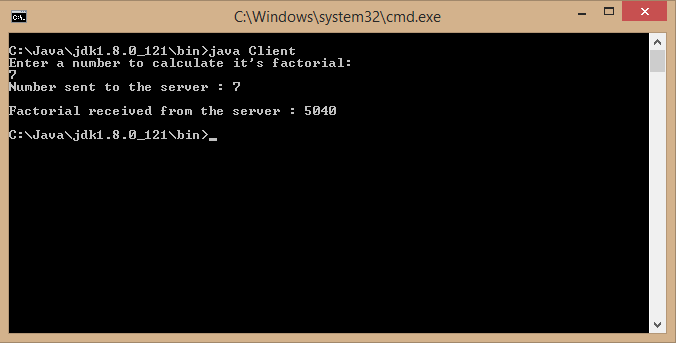 C:\Windows\system32\cmd.exe
C:\Java\jdk1.8.0_121\bin>java Client
Enter a number to calculate it's factorial:
7
Number sent to the server : 7
Factorial received from the server : 5040
C:\Java\jdk1.8.0_121\bin>_